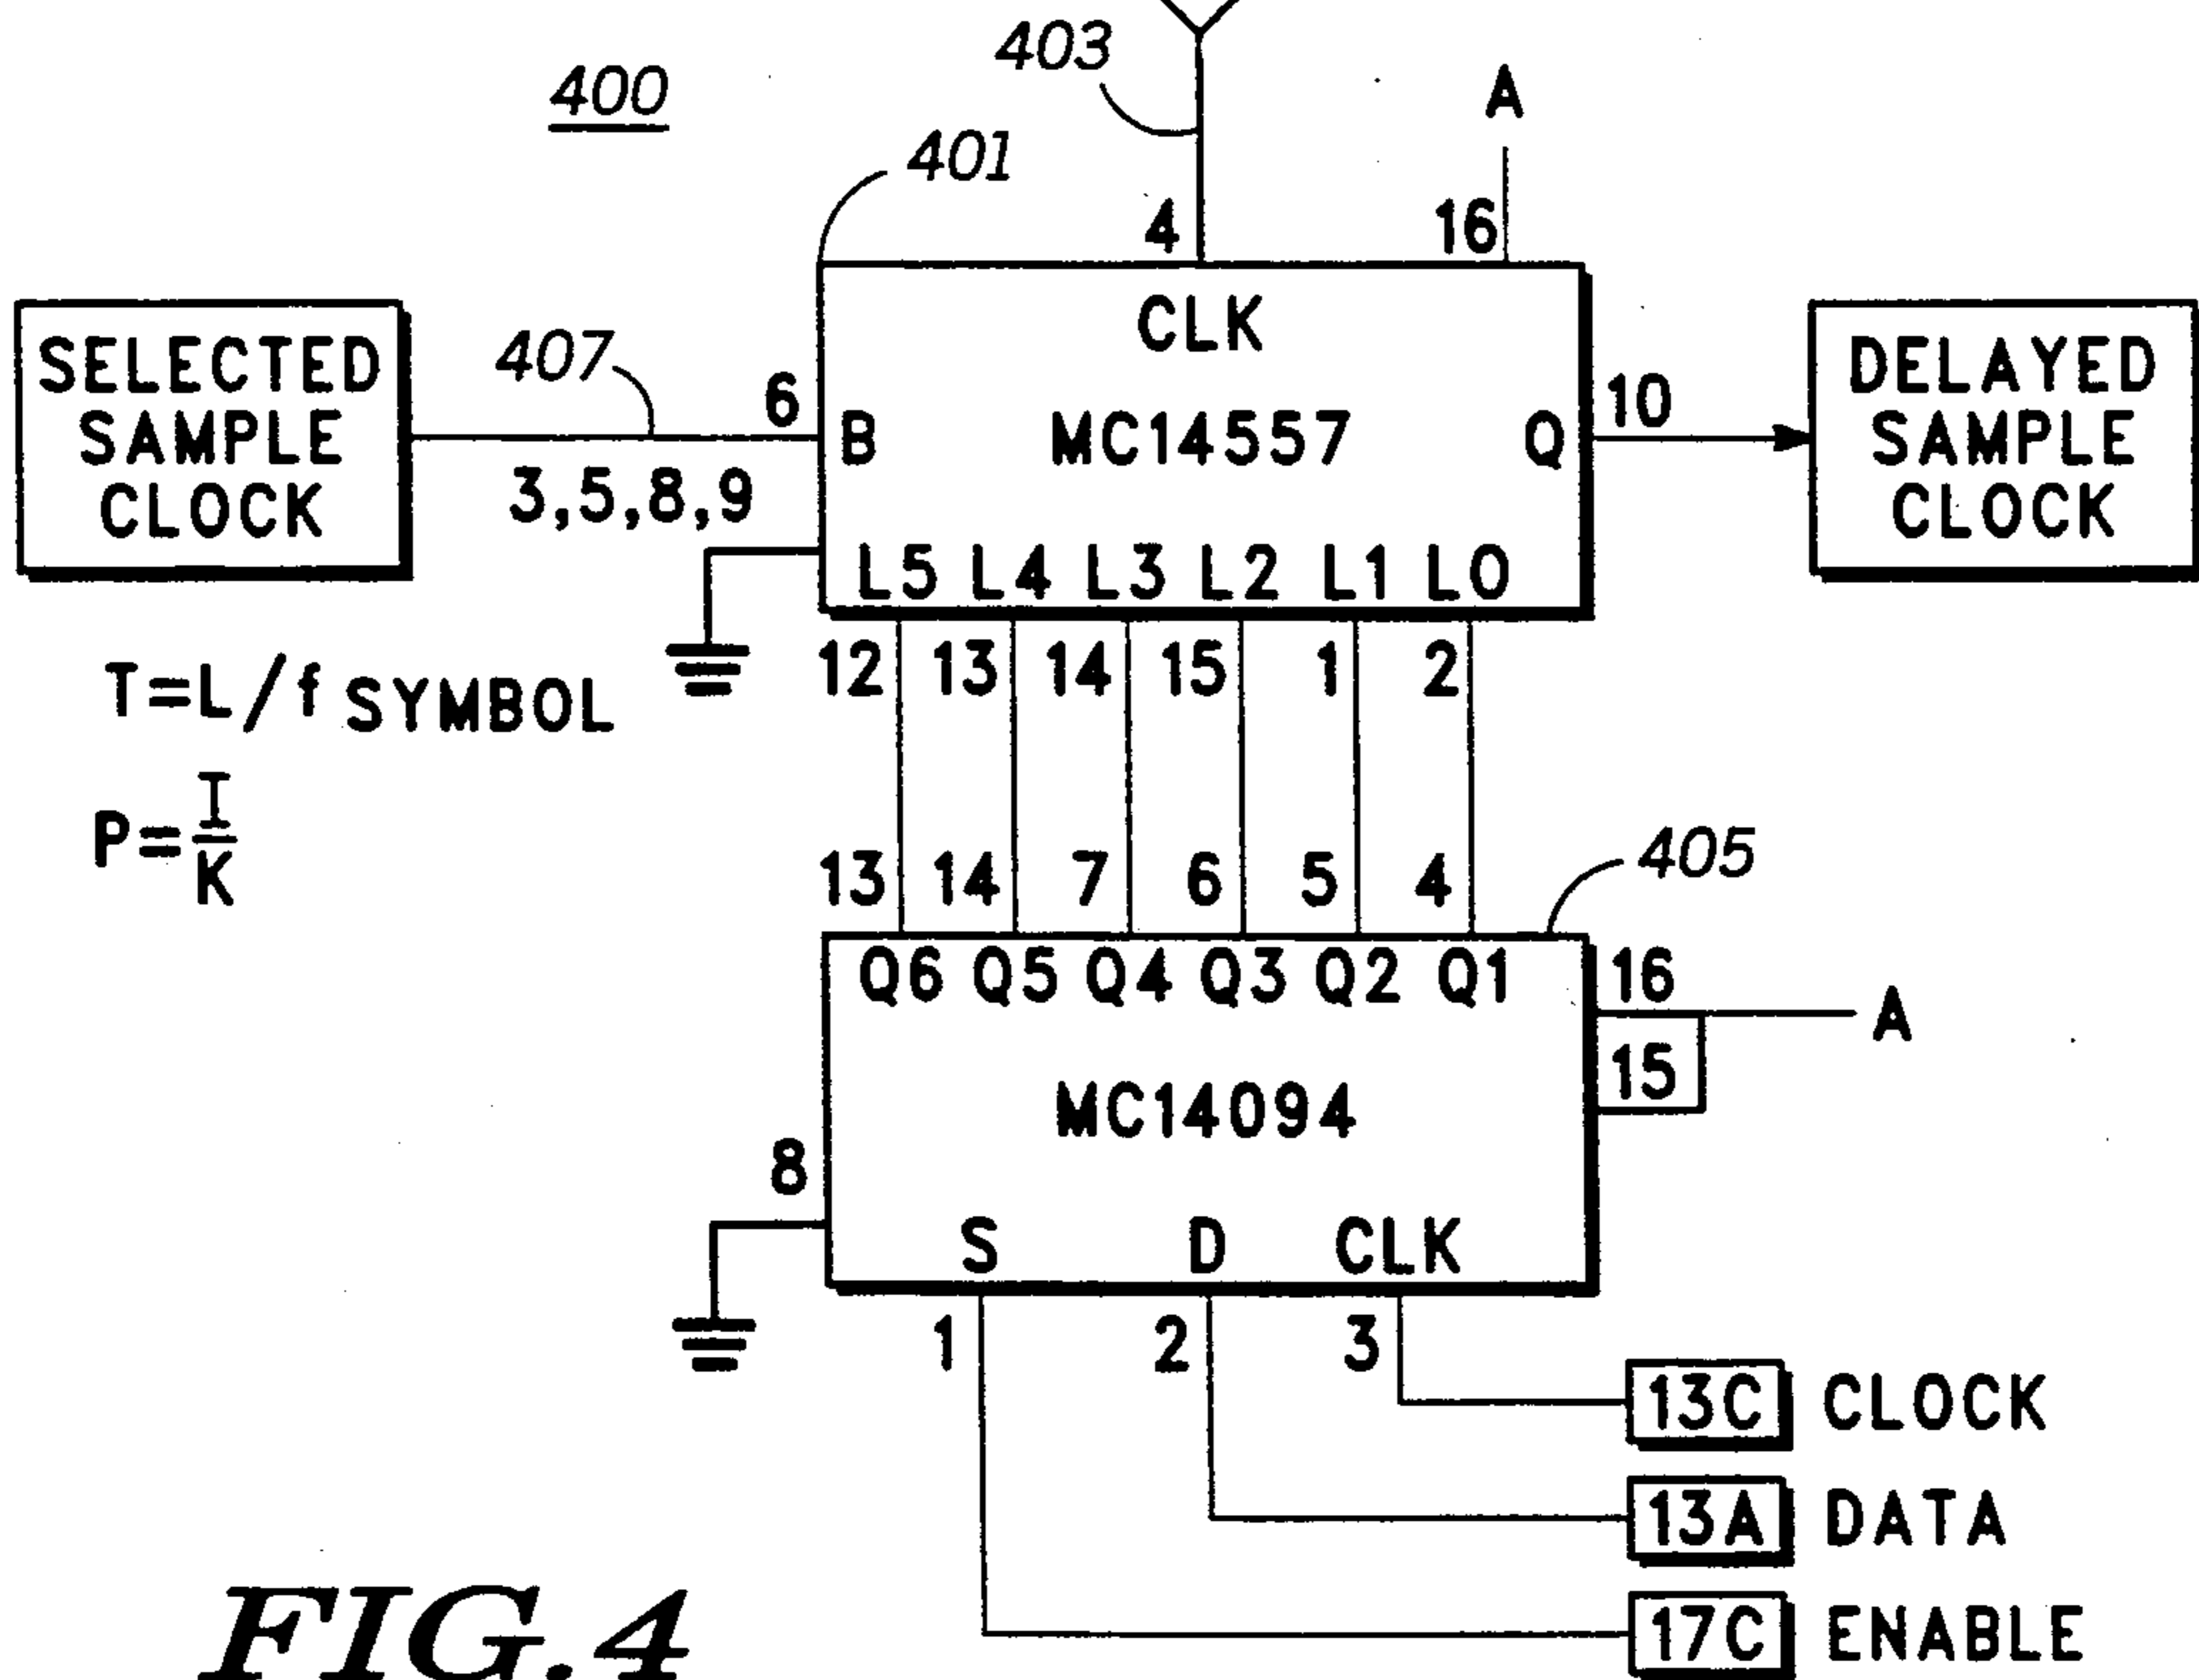 403
400
A
401
4
16
CLK
SELECTED
SAMPLE
CLOCK
407
6
B
MC14557
Q
10
DELAYED
SAMPLE
CLOCK
3,5,8,9
L5 L4 L3 L2 L1 L0
12 13 14 15 1 2
T=L/f SYMBOL
P=I/K
13 14 7 6 5 4
405
Q6 Q5 Q4 Q3 Q2 Q1
16
A
15
MC14094
8
S D CLK
1 2 3
13C CLOCK
13A DATA
17C ENABLE
FIG.4